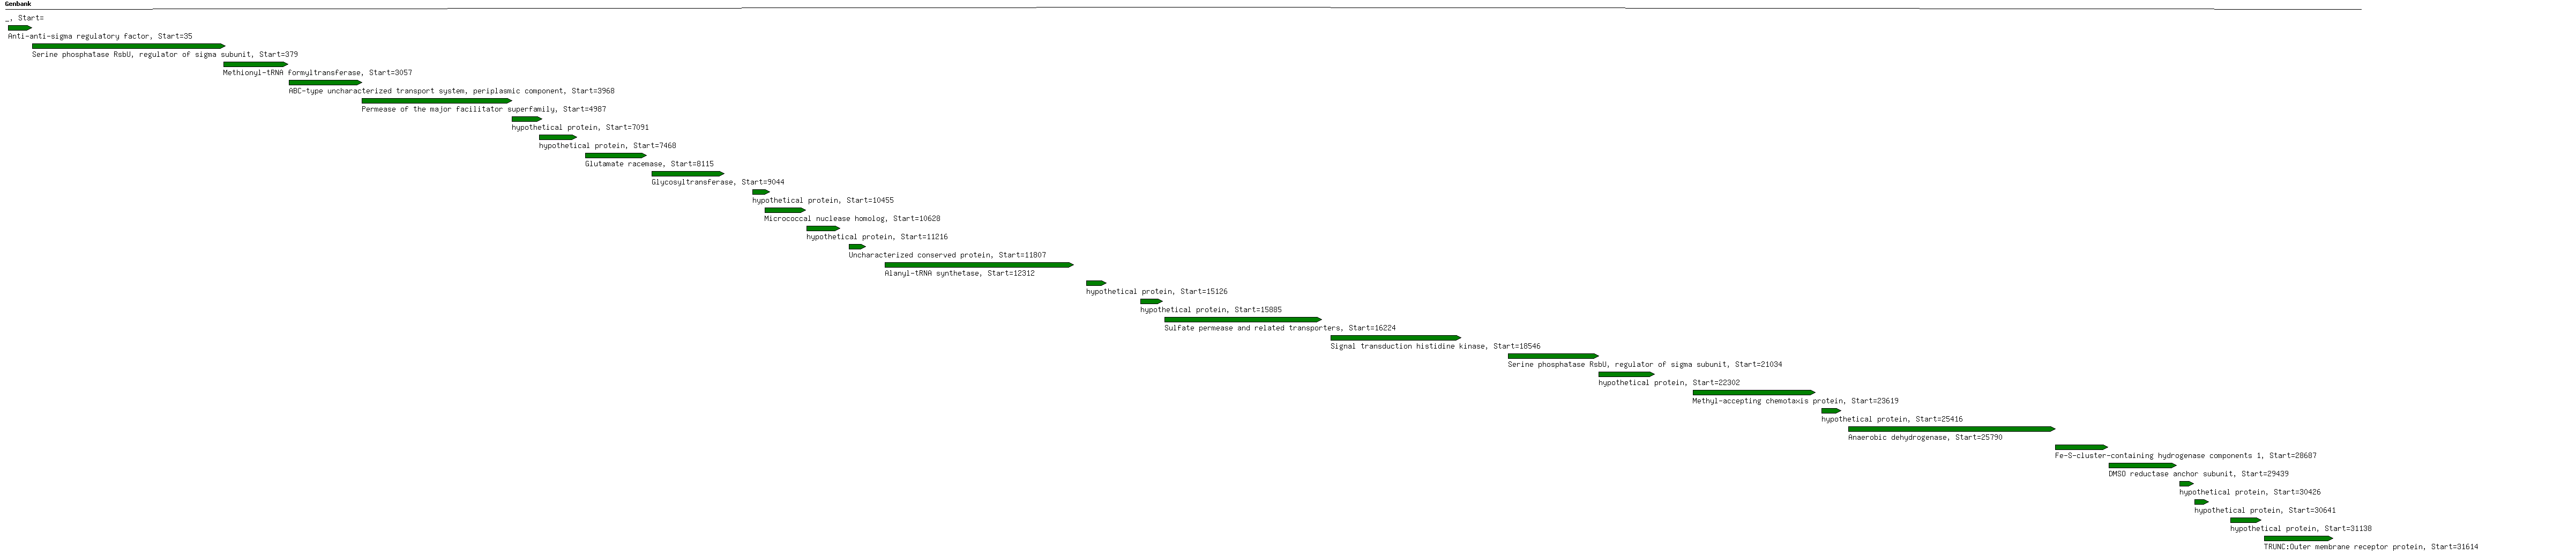 Genbank
_, Start=
Anti-anti-sigma regulatory factor, Start=35
Serine phosphatase RsbU, regulator of sigma subunit, Start=379
Methionyl-tRNA formyltransferase, Start=3057
ABC-type uncharacterized transport system, periplasmic component, Start=3968
Permease of the major facilitator superfamily, Start=4987
hypothetical protein, Start=7091
hypothetical protein, Start=7468
Glutamate racemase, Start=8115
Glycosyltransferase, Start=9044
hypothetical protein, Start=10455
Micrococcal nuclease homolog, Start=10628
hypothetical protein, Start=11216
Uncharacterized conserved protein, Start=11807
Alanyl-tRNA synthetase, Start=12312
hypothetical protein, Start=15126
hypothetical protein, Start=15885
Sulfate permease and related transporters, Start=16224
Signal transduction histidine kinase, Start=18546
Serine phosphatase RsbU, regulator of sigma subunit, Start=21034
hypothetical protein, Start=22302
Methyl-accepting chemotaxis protein, Start=23619
hypothetical protein, Start=25416
Anaerobic dehydrogenase, Start=25790
Fe-S-cluster-containing hydrogenase components 1, Start=28687
DMSO reductase anchor subunit, Start=29439
hypothetical protein, Start=30426
hypothetical protein, Start=30641
hypothetical protein, Start=31138
TRUNC:Outer membrane receptor protein, Start=31614